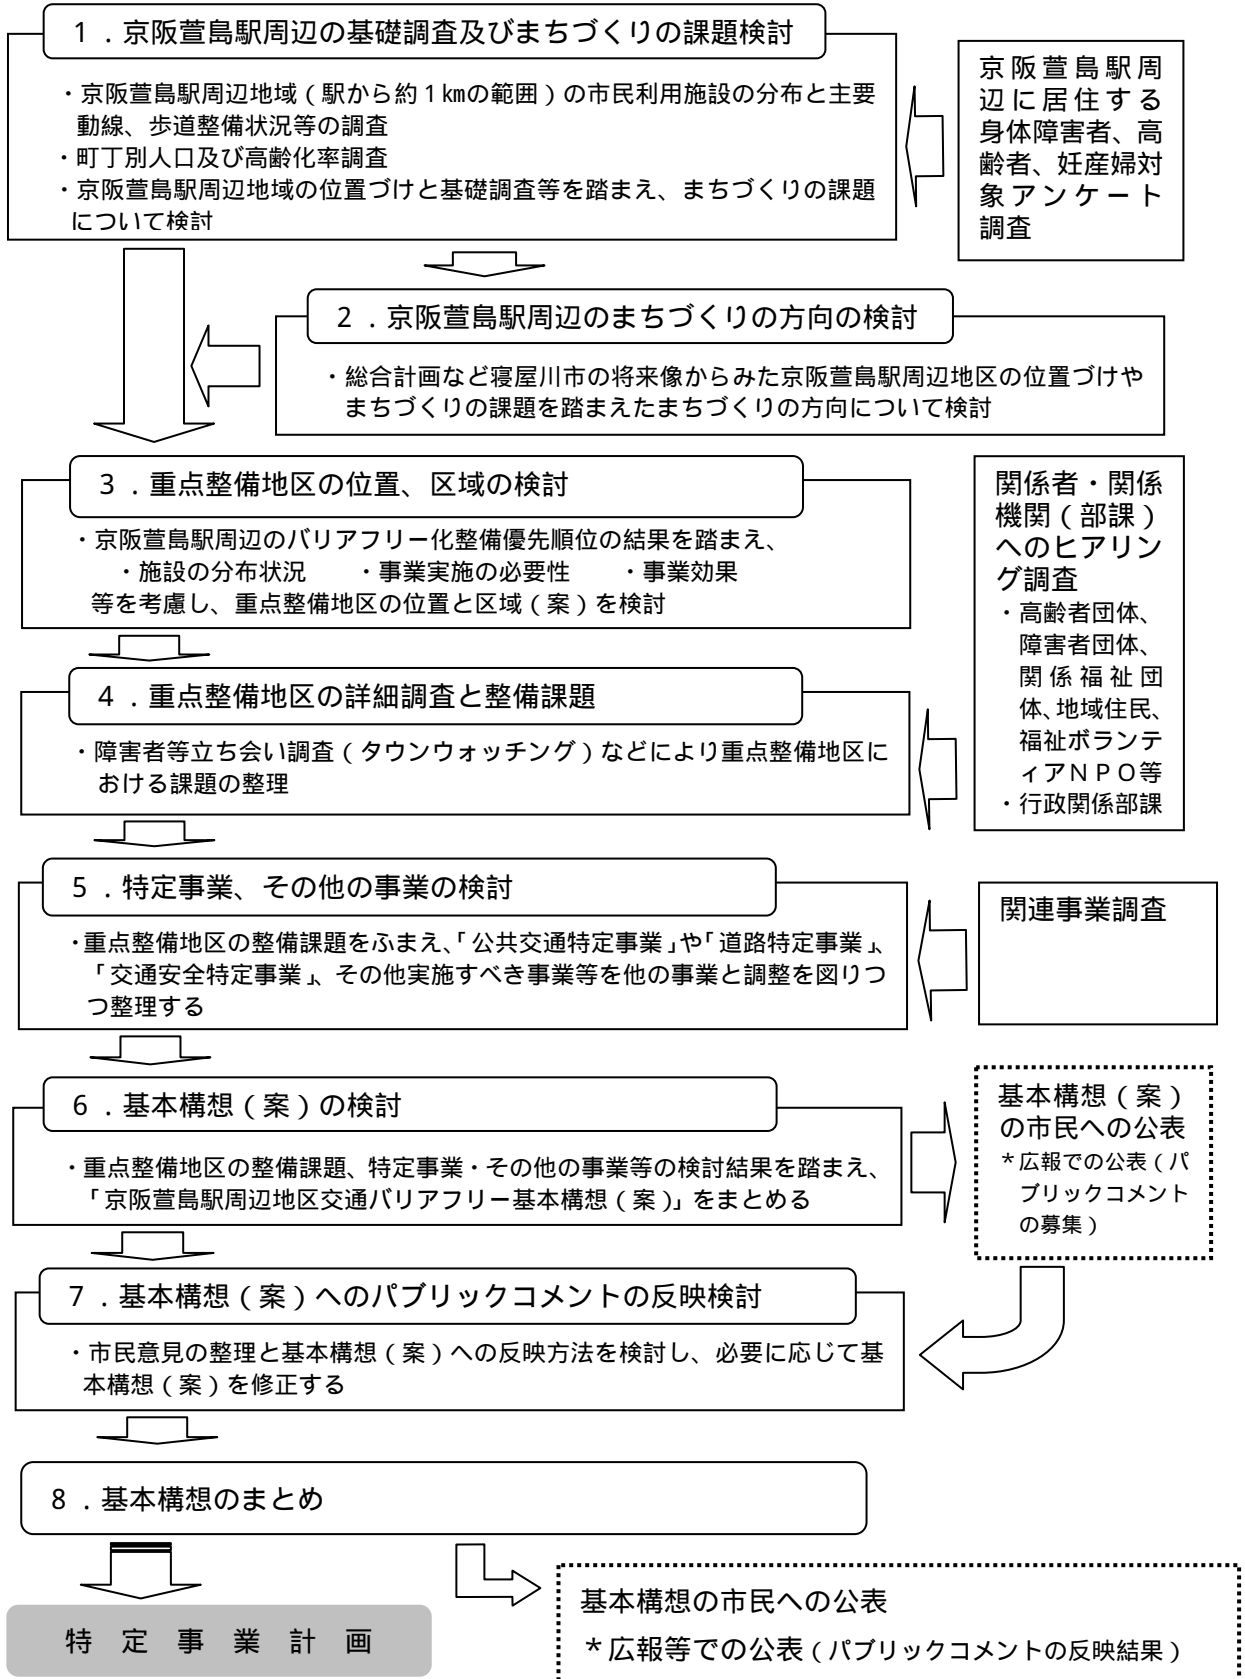 １．京阪萱島駅周辺の基礎調査及びまちづくりの課題検討
・京阪萱島駅周辺地域（駅から約１㎞の範囲）の市民利用施設の分布と主要
動線、歩道整備状況等の調査
・町丁別人口及び高齢化率調査
・京阪萱島駅周辺地域の位置づけと基礎調査等を踏まえ、まちづくりの課題
について検討
京阪萱島駅周
辺に居住する
身体障害者、高
齢者、妊産婦対
象アンケート
調査
２．京阪萱島駅周辺のまちづくりの方向の検討
・総合計画など寝屋川市の将来像からみた京阪萱島駅周辺地区の位置づけや
まちづくりの課題を踏まえたまちづくりの方向について検討
３．重点整備地区の位置、区域の検討
・京阪萱島駅周辺のバリアフリー化整備優先順位の結果を踏まえ、
・施設の分布状況　・事業実施の必要性　・事業効果
等を考慮し、重点整備地区の位置と区域（案）を検討
関係者・関係
機関（部課）
へのヒアリン
グ調査
・高齢者団体、
障害者団体、
関係福祉団
体、地域住民、
福祉ボランテ
ィアＮＰＯ等
・行政関係部課
４．重点整備地区の詳細調査と整備課題
・障害者等立ち会い調査（タウンウォッチング）などにより重点整備地区に
おける課題の整理
５．特定事業、その他の事業の検討
・重点整備地区の整備課題をふまえ、「公共交通特定事業」や「道路特定事業」、
「交通安全特定事業」、その他実施すべき事業等を他の事業と調整を図りつ
つ整理する
関連事業調査
６．基本構想（案）の検討
・重点整備地区の整備課題、特定事業・その他の事業等の検討結果を踏まえ、
「京阪萱島駅周辺地区交通バリアフリー基本構想（案）」をまとめる
基本構想（案）
の市民への公表
＊広報での公表（パ
ブリックコメント
の募集）
７．基本構想（案）へのパブリックコメントの反映検討
・市民意見の整理と基本構想（案）への反映方法を検討し、必要に応じて基
本構想（案）を修正する
８．基本構想のまとめ
特定事業計画
基本構想の市民への公表
＊広報等での公表（パブリックコメントの反映結果）